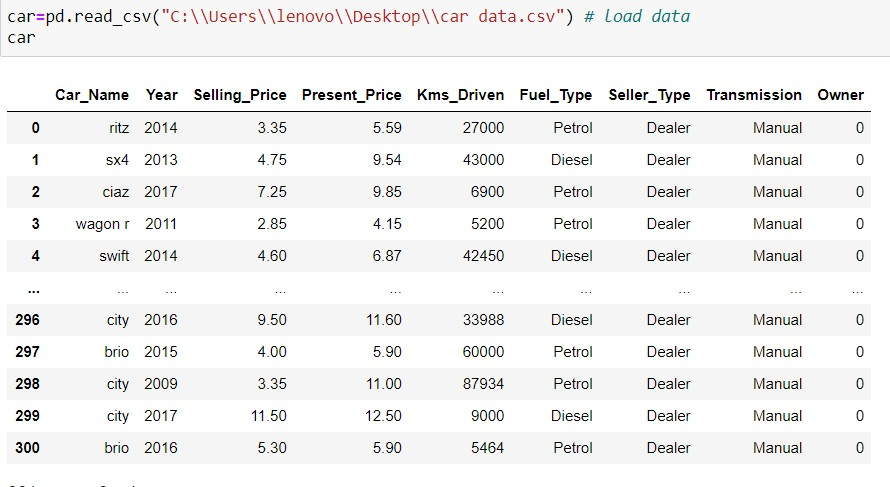 car=pd.read_csv("C:\\Users\\lenovo\\Desktop\\car data.csv") # load data
car
Car_Name Year Selling_Price Present_Price Kms_Driven Fuel_Type Seller_Type Transmission Owner
0 ritz 2014 3.35 5.59 27000 Petrol Dealer Manual 0
1 sx4 2013 4.75 9.54 43000 Diesel Dealer Manual 0
2 ciaz 2017 7.25 9.85 6900 Petrol Dealer Manual 0
3 wagon r 2011 2.85 4.15 5200 Petrol Dealer Manual 0
4 swift 2014 4.60 6.87 42450 Diesel Dealer Manual 0
... ... ... ... ... ... ... ... ... ...
296 city 2016 9.50 11.60 33988 Diesel Dealer Manual 0
297 brio 2015 4.00 5.90 60000 Petrol Dealer Manual 0
298 city 2009 3.35 11.00 87934 Petrol Dealer Manual 0
299 city 2017 11.50 12.50 9000 Diesel Dealer Manual 0
300 brio 2016 5.30 5.90 5464 Petrol Dealer Manual 0